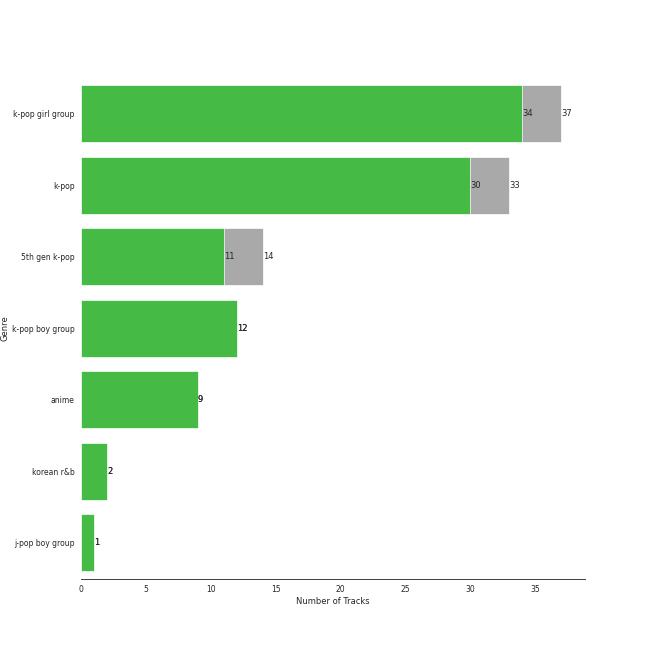 k-pop girl group 34 37
k-pop 30 33
5th gen k-pop 11 14
k-pop boy group 12
anime 9
korean r&b 2
j-pop boy group 1
Genre
0 5 10 15 20 25 30 35
Number of Tracks